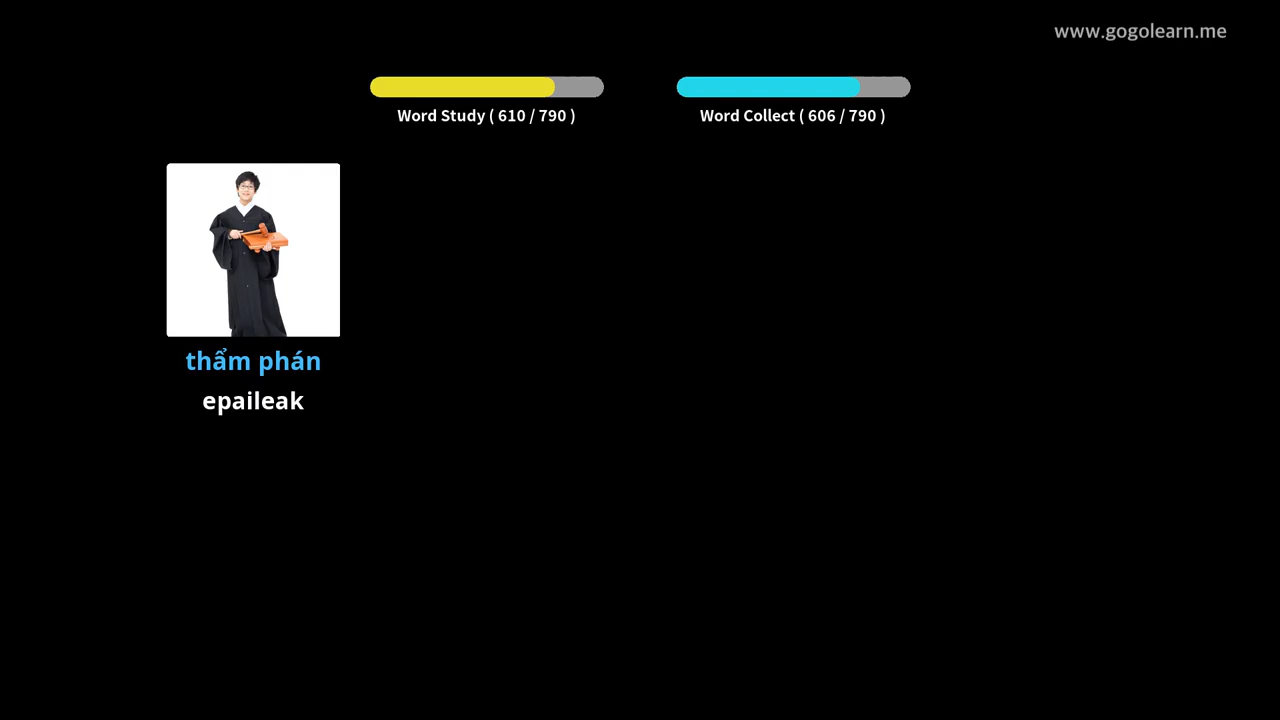 www.gogolearn.me
Word Study ( 610 / 790 )
Word Collect ( 606 / 790 )
thẩm phán
epaileak